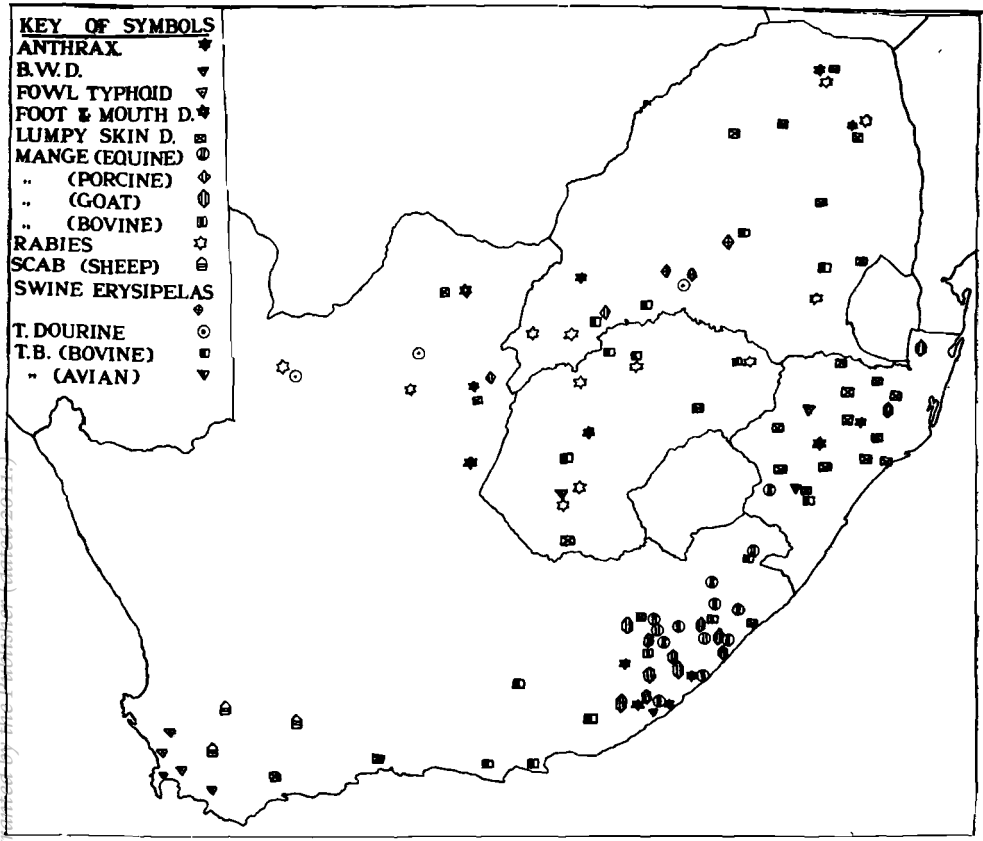 KEY OF SYMBOLS
ANTHRAX.
B.W.D.
FOWL TYPHOID
FOOT & MOUTH D.
LUMPY SKIN D.
MANGE (EQUINE)
„ (PORCINE)
„ (GOAT)
„ (BOVINE)
RABIES
SCAB (SHEEP)
SWINE ERYSIPELAS
T. DOURINE
T.B. (BOVINE)
„ (AVIAN)